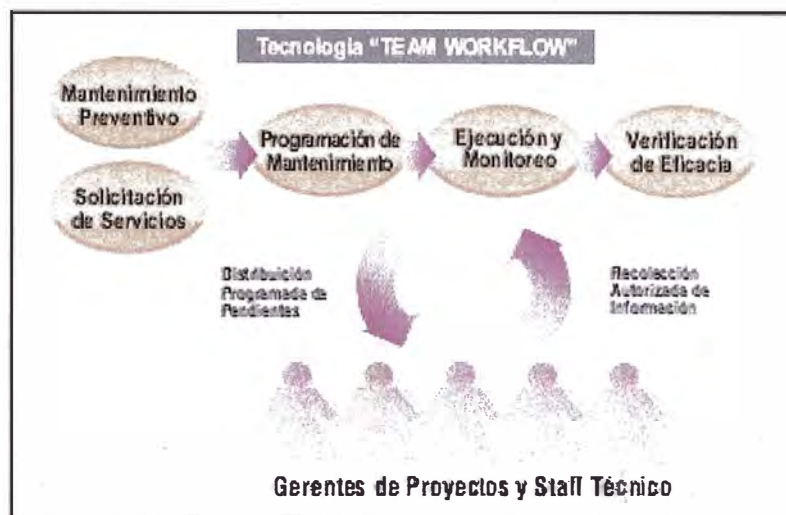 Tecnología "TEAM WORKFLOW"
Mantenimiento
Preventivo
Solicitación
de Servicios
Programación de
Mantenimiento
Ejecución y
Monitoreo
Verificación
de Eficacia
Distribuición
Programada de
Pendientes
Recolección
Autorizada de
Información
Gerentes de Proyectos y Staff Técnico